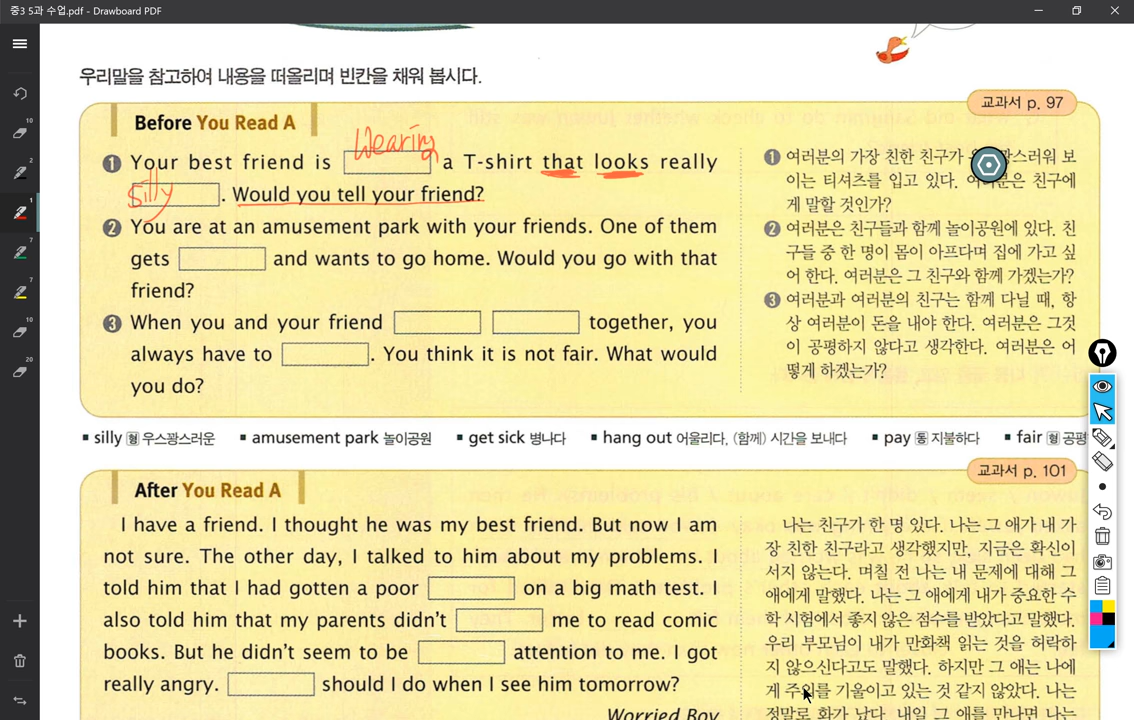 중3 5과 수업.pdf - Drawboard PDF
우리말을 참고하여 내용을 떠올리며 빈칸을 채워 봅시다.
교과서 p. 97
Before You Read A
wearing
❶ Your best friend is a T-shirt that looks really
silly . Would you tell your friend?
❷ You are at an amusement park with your friends. One of them
gets and wants to go home. Would you go with that
friend?
❸ When you and your friend together, you
always have to . You think it is not fair. What would
you do?
❶ 여러분의 가장 친한 친구가 스러워 보
이는 티셔츠를 입고 있다. 여러분은 친구에
게 말할 것인가?
❷ 여러분은 친구들과 함께 놀이공원에 있다. 친
구들 중 한 명이 몸이 아프다며 집에 가고 싶
어 한다. 여러분은 그 친구와 함께 가겠는가?
❸ 여러분과 여러분의 친구는 함께 다닐 때, 항
상 여러분이 돈을 내야 한다. 여러분은 그것
이 공평하지 않다고 생각한다. 여러분은 어
떻게 하겠는가?
▪ silly 형 우스꽝스러운 ▪ amusement park 놀이공원 ▪ get sick 병나다 ▪ hang out 어울리다, (함께) 시간을 보내다 ▪ pay 동 지불하다 ▪ fair 형 공평
교과서 p. 101
After You Read A
I have a friend. I thought he was my best friend. But now I am
not sure. The other day, I talked to him about my problems. I
told him that I had gotten a poor on a big math test. I
also told him that my parents didn't me to read comic
books. But he didn't seem to be attention to me. I got
really angry. should I do when I see him tomorrow?
Worried Boy
나는 친구가 한 명 있다. 나는 그 애가 내 가
장 친한 친구라고 생각했지만, 지금은 확신이
서지 않는다. 며칠 전 나는 내 문제에 대해 그
애에게 말했다. 나는 그 애에게 내가 중요한 수
학 시험에서 좋지 않은 점수를 받았다고 말했다.
우리 부모님이 내가 만화책 읽는 것을 허락하
지 않으신다고도 말했다. 하지만 그 애는 나에
게 주의를 기울이고 있는 것 같지 않았다. 나는
정말로 화가 났다. 내일 그 애를 만나면 나는